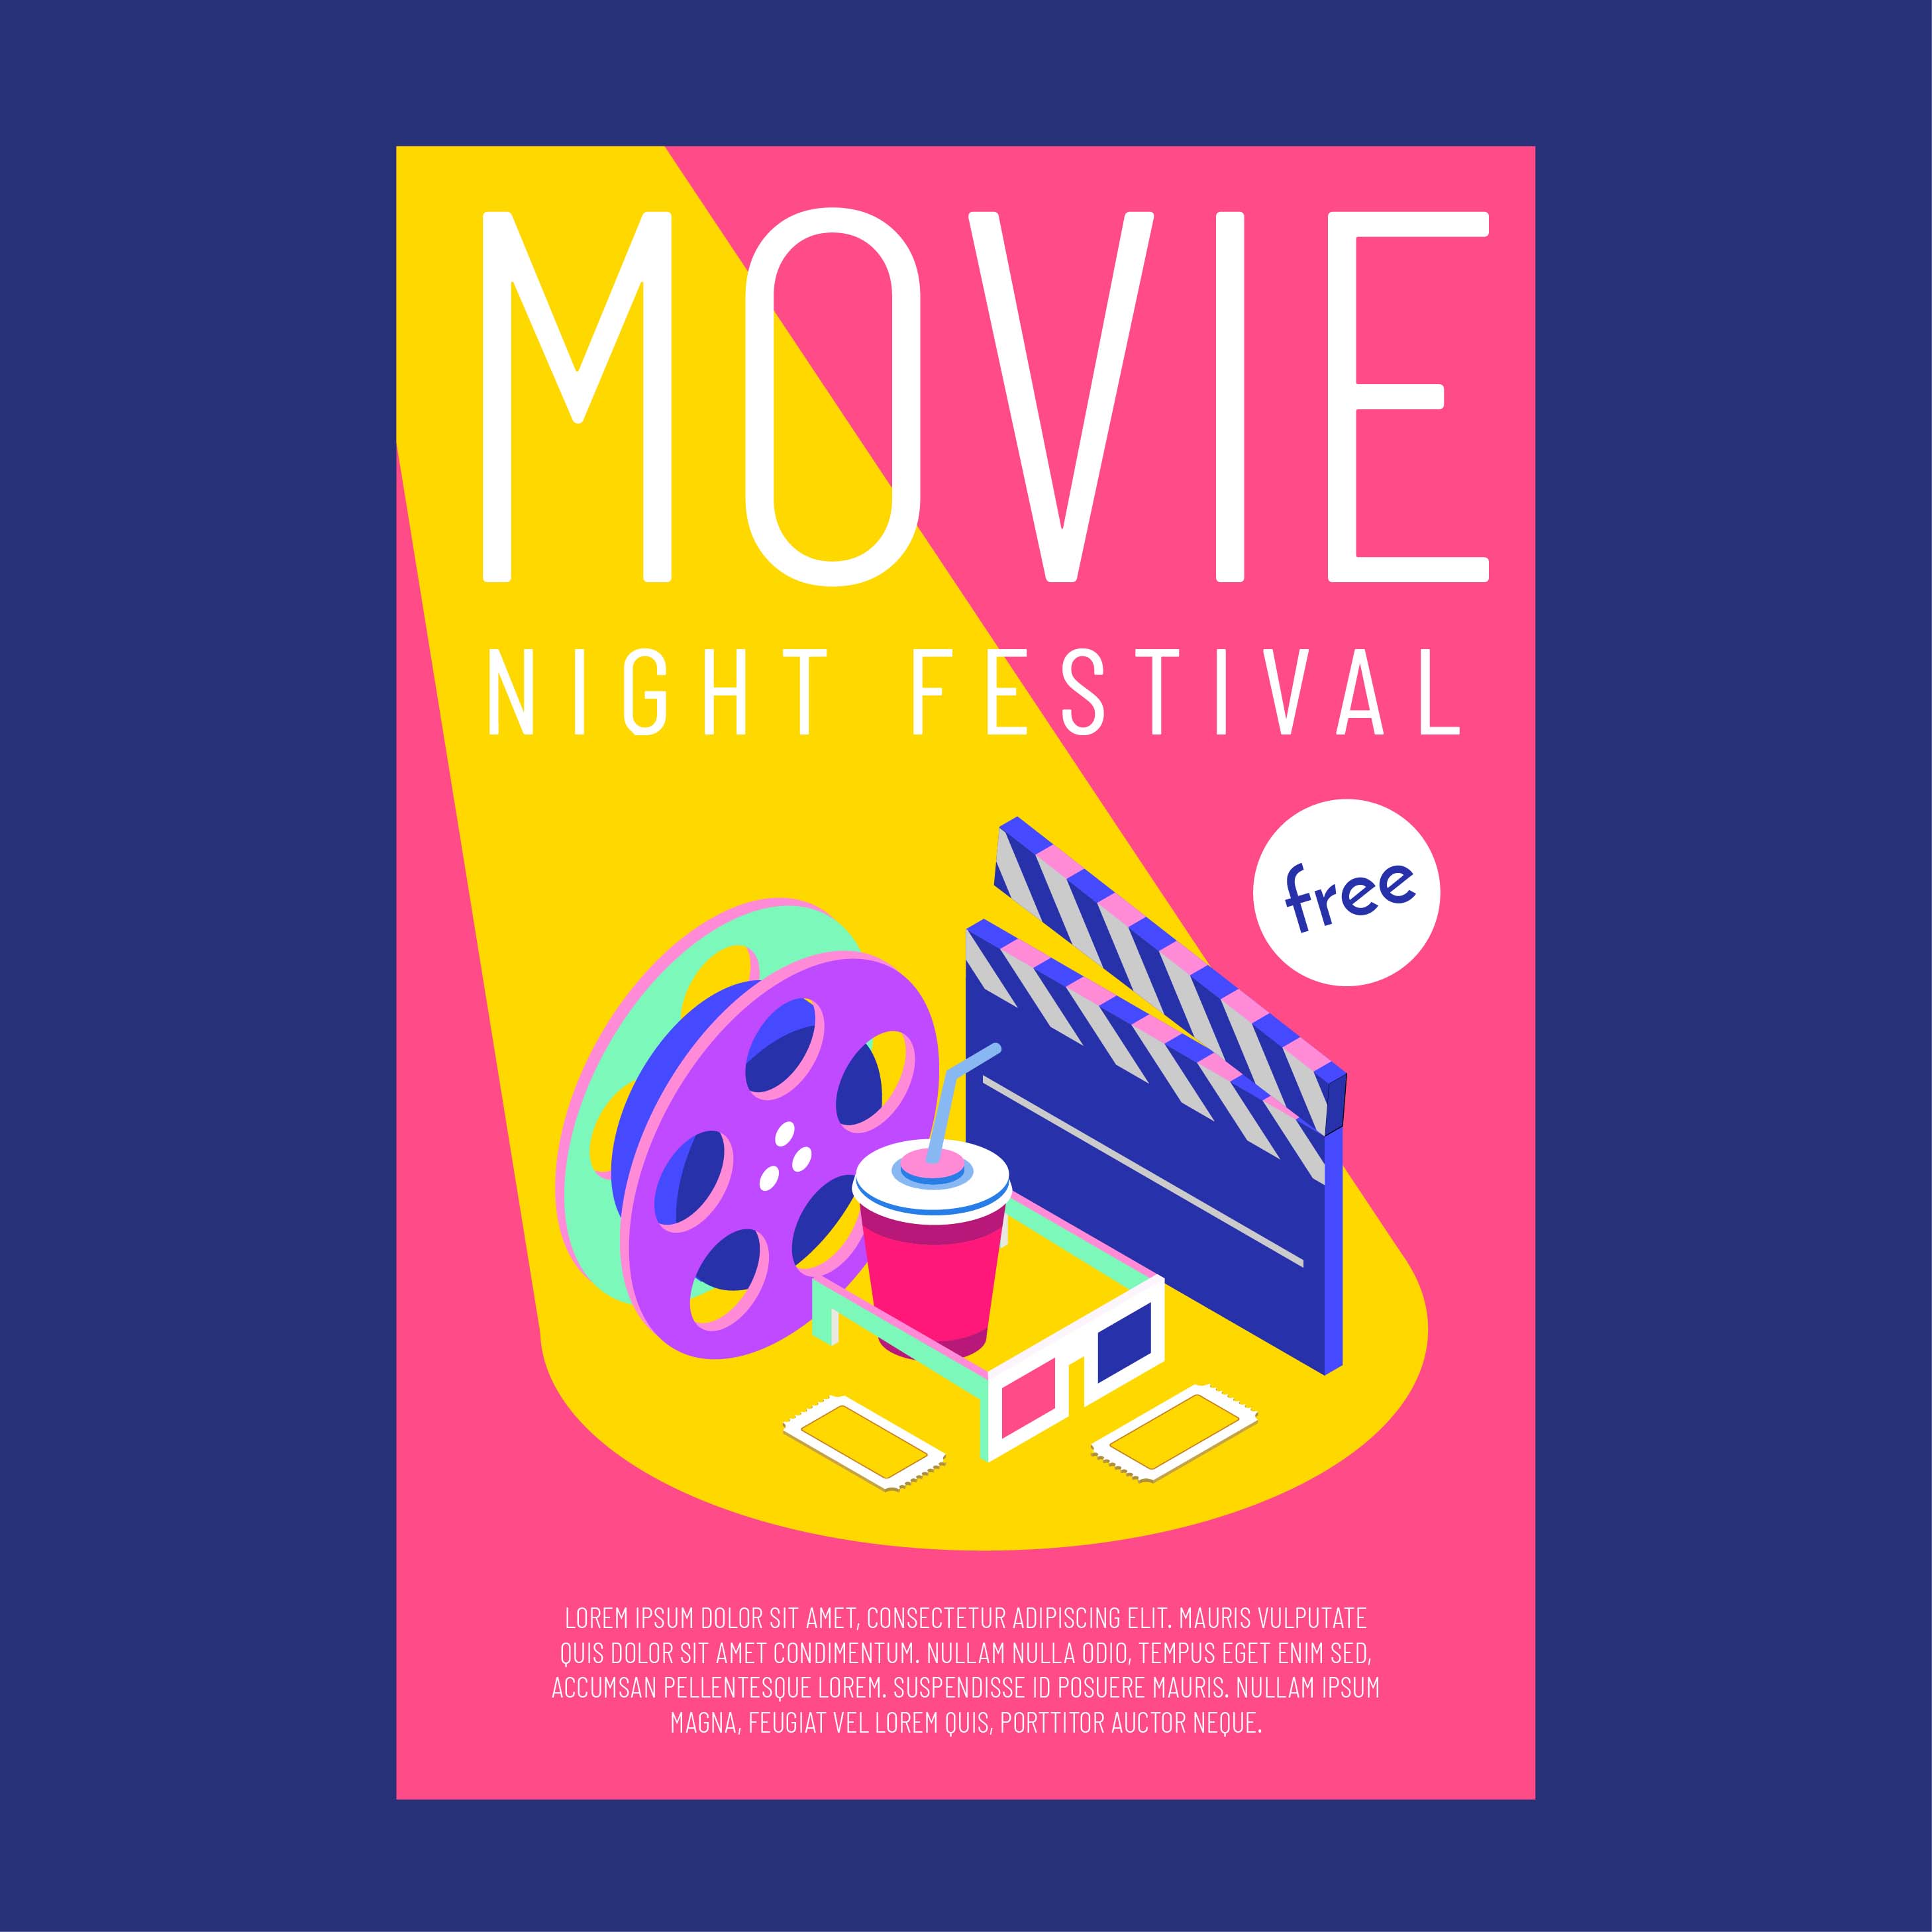 MOVIE
NIGHT FESTIVAL
free
LOREM IPSUM DOLOR SIT AMET, CONSECTETUR ADIPISCING ELIT. MAURIS VULPUTATE
QUIS DOLOR SIT AMET CONDIMENTUM. NULLAM NULLA ODIO, TEMPUS EGET ENIM SED,
ACCUMSAN PELLENTESQUE LOREM. SUSPENDISSE ID POSUERE MAURIS. NULLAM IPSUM
MAGNA, FEUGIAT VEL LOREM QUIS, PORTTITOR AUCTOR NEQUE.